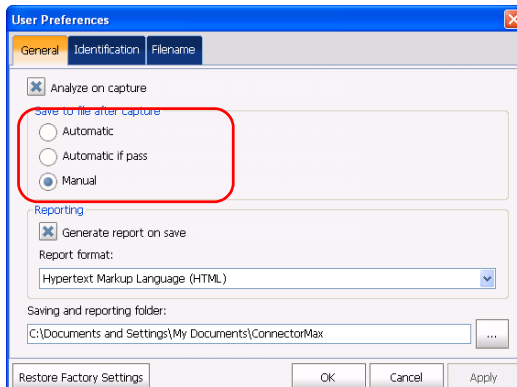 User Preferences
General Identification Filename
Analyze on capture
Save to file after capture
Automatic
Automatic if pass
Manual
Reporting
Generate report on save
Report format:
Hypertext Markup Language (HTML)
Saving and reporting folder:
C:\Documents and Settings\My Documents\ConnectorMax
...
Restore Factory Settings OK Cancel Apply